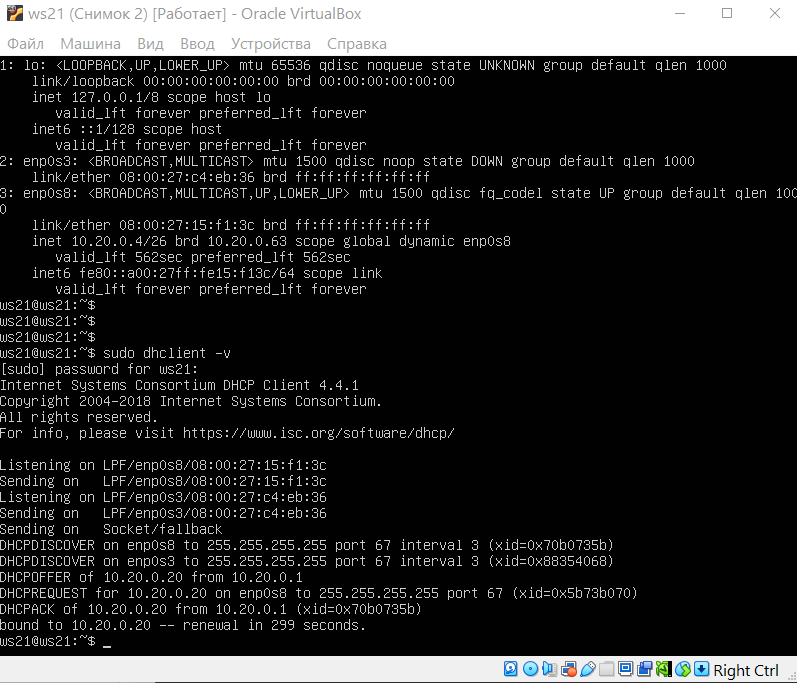 ws21 (Снимок 2) [Работает] - Oracle VirtualBox
Файл Машина Вид Ввод Устройства Справка
1: lo: <LOOPBACK,UP,LOWER_UP> mtu 65536 qdisc noqueue state UNKNOWN group default qlen 1000
    link/loopback 00:00:00:00:00:00 brd 00:00:00:00:00:00
    inet 127.0.0.1/8 scope host lo
       valid_lft forever preferred_lft forever
    inet6 ::1/128 scope host
       valid_lft forever preferred_lft forever
2: enp0s3: <BROADCAST,MULTICAST> mtu 1500 qdisc noop state DOWN group default qlen 1000
    link/ether 08:00:27:c4:eb:36 brd ff:ff:ff:ff:ff:ff
3: enp0s8: <BROADCAST,MULTICAST,UP,LOWER_UP> mtu 1500 qdisc fq_codel state UP group default qlen 100
0
    link/ether 08:00:27:15:f1:3c brd ff:ff:ff:ff:ff:ff
    inet 10.20.0.4/26 brd 10.20.0.63 scope global dynamic enp0s8
       valid_lft 562sec preferred_lft 562sec
    inet6 fe80::a00:27ff:fe15:f13c/64 scope link
       valid_lft forever preferred_lft forever
ws21@ws21:~$
ws21@ws21:~$
ws21@ws21:~$
ws21@ws21:~$ sudo dhclient -v
[sudo] password for ws21:
Internet Systems Consortium DHCP Client 4.4.1
Copyright 2004-2018 Internet Systems Consortium.
All rights reserved.
For info, please visit https://www.isc.org/software/dhcp/
Listening on LPF/enp0s8/08:00:27:15:f1:3c
Sending on   LPF/enp0s8/08:00:27:15:f1:3c
Listening on LPF/enp0s3/08:00:27:c4:eb:36
Sending on   LPF/enp0s3/08:00:27:c4:eb:36
Sending on   Socket/fallback
DHCPDISCOVER on enp0s8 to 255.255.255.255 port 67 interval 3 (xid=0x70b0735b)
DHCPDISCOVER on enp0s3 to 255.255.255.255 port 67 interval 3 (xid=0x88354068)
DHCPOFFER of 10.20.0.20 from 10.20.0.1
DHCPREQUEST for 10.20.0.20 on enp0s8 to 255.255.255.255 port 67 (xid=0x5b73b070)
DHCPACK of 10.20.0.20 from 10.20.0.1 (xid=0x70b0735b)
bound to 10.20.0.20 -- renewal in 299 seconds.
ws21@ws21:~$ _
Right Ctrl